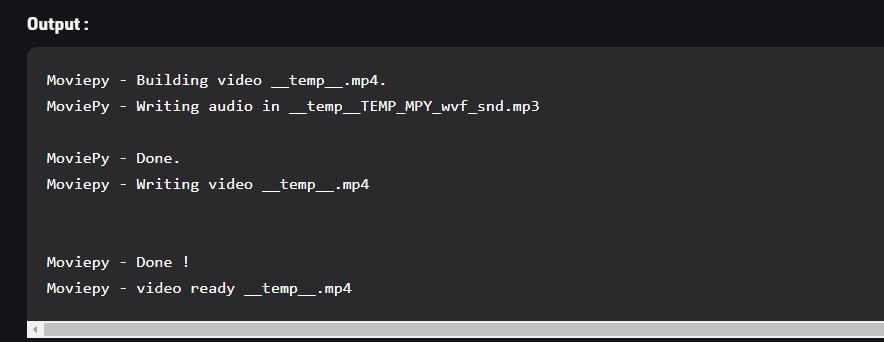 Output :
Moviepy - Building video __temp__.mp4.
MoviePy - Writing audio in __temp__TEMP_MPY_wvf_snd.mp3
MoviePy - Done.
Moviepy - Writing video __temp__.mp4
Moviepy - Done !
Moviepy - video ready __temp__.mp4